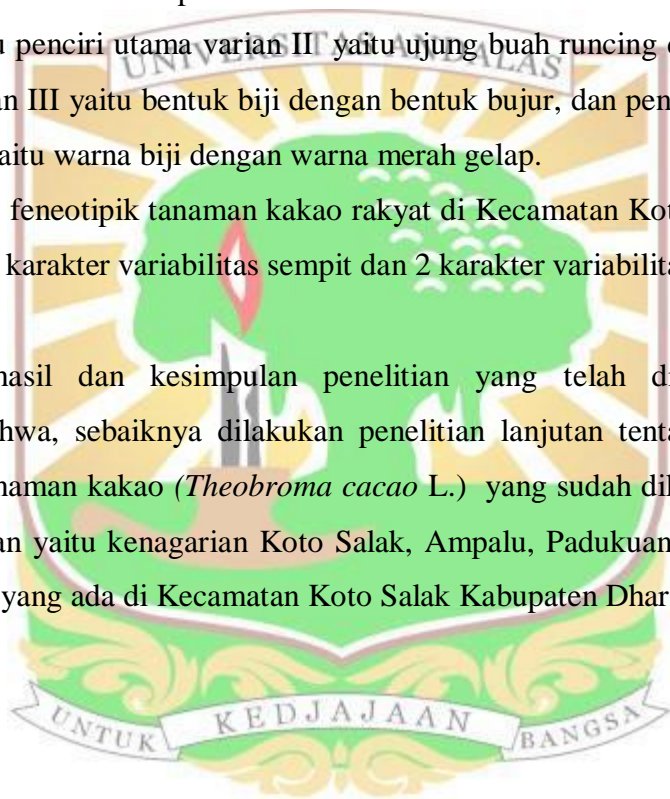 u penciri utama varian II yaitu ujung buah runcing
UNIVERSITAS ANDALAS
an III yaitu bentuk biji dengan bentuk bujur, dan pen
aitu warna biji dengan warna merah gelap.
feneotipik tanaman kakao rakyat di Kecamatan Kot
karakter variabilitas sempit dan 2 karakter variabilita
hasil dan kesimpulan penelitian yang telah di
hwa, sebaiknya dilakukan penelitian lanjutan tenta
naman kakao (Theobroma cacao L.) yang sudah dil
an yaitu kenagarian Koto Salak, Ampalu, Padukuan
yang ada di Kecamatan Koto Salak Kabupaten Dhar
UNTUK KEDJAJAAN BANGSA